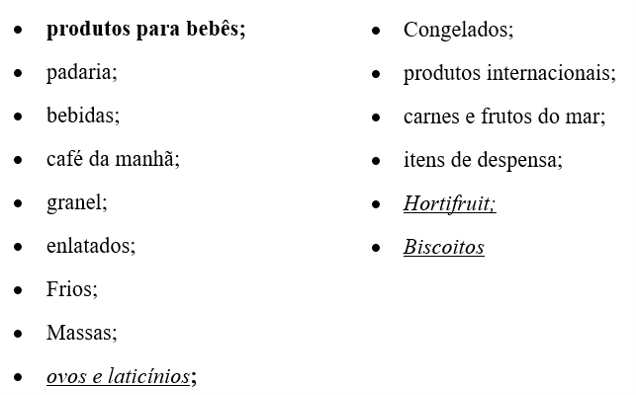 • produtos para bebês;
• padaria;
• bebidas;
• café da manhã;
• granel;
• enlatados;
• Frios;
• Massas;
• ovos e laticínios;
• Congelados;
• produtos internacionais;
• carnes e frutos do mar;
• itens de despensa;
• Hortifruit;
• Biscoitos